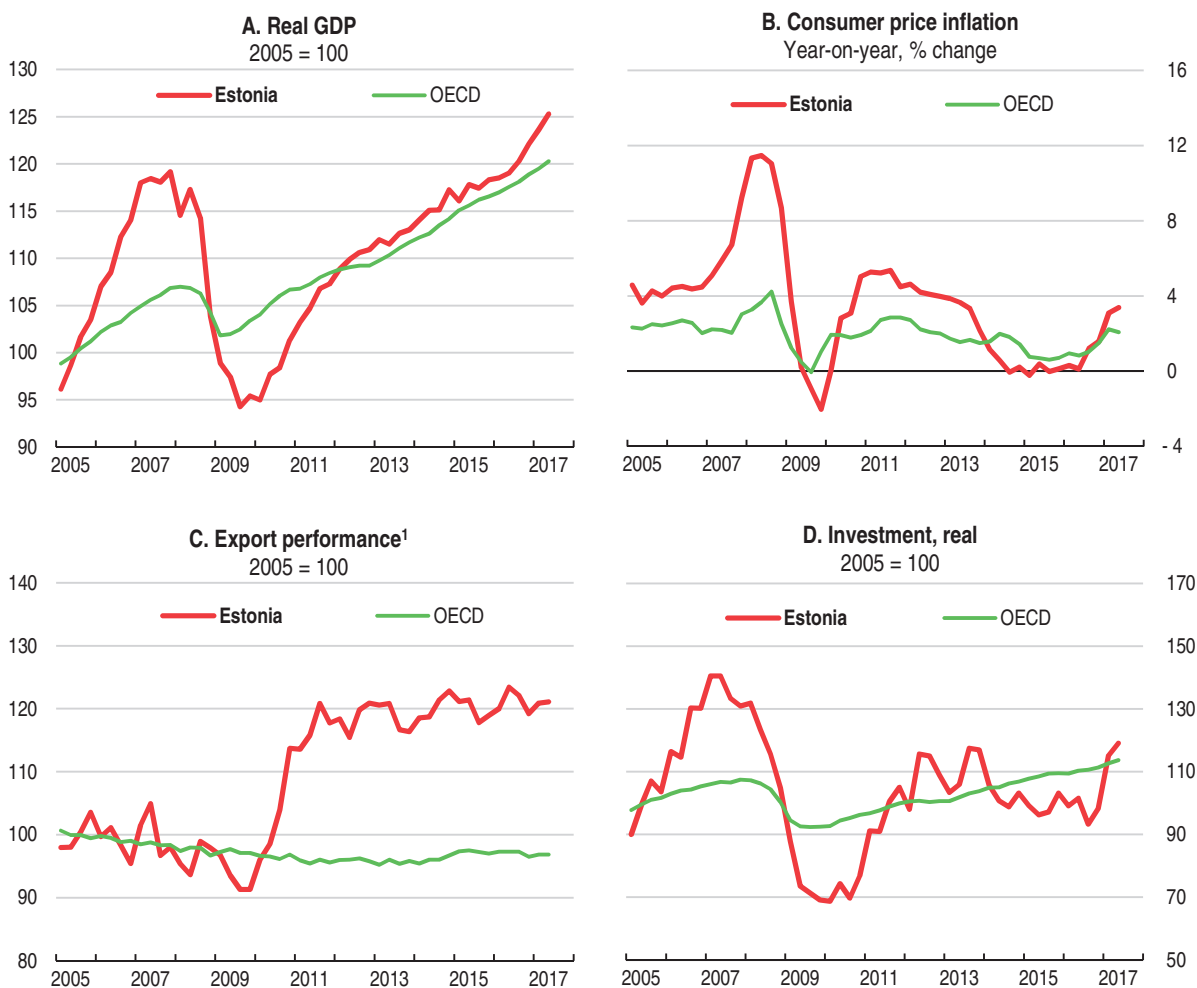 A. Real GDP
2005 = 100
130
125
120
115
110
105
100
95
90
Estonia
OECD
2005 2007 2009 2011 2013 2015 2017
B. Consumer price inflation
Year-on-year, % change
16
12
8
4
0
- 4
Estonia
OECD
2005 2007 2009 2011 2013 2015 2017
C. Export performance¹
2005 = 100
140
130
120
110
100
90
80
Estonia
OECD
2005 2007 2009 2011 2013 2015 2017
D. Investment, real
2005 = 100
170
150
130
110
90
70
50
Estonia
OECD
2005 2007 2009 2011 2013 2015 2017